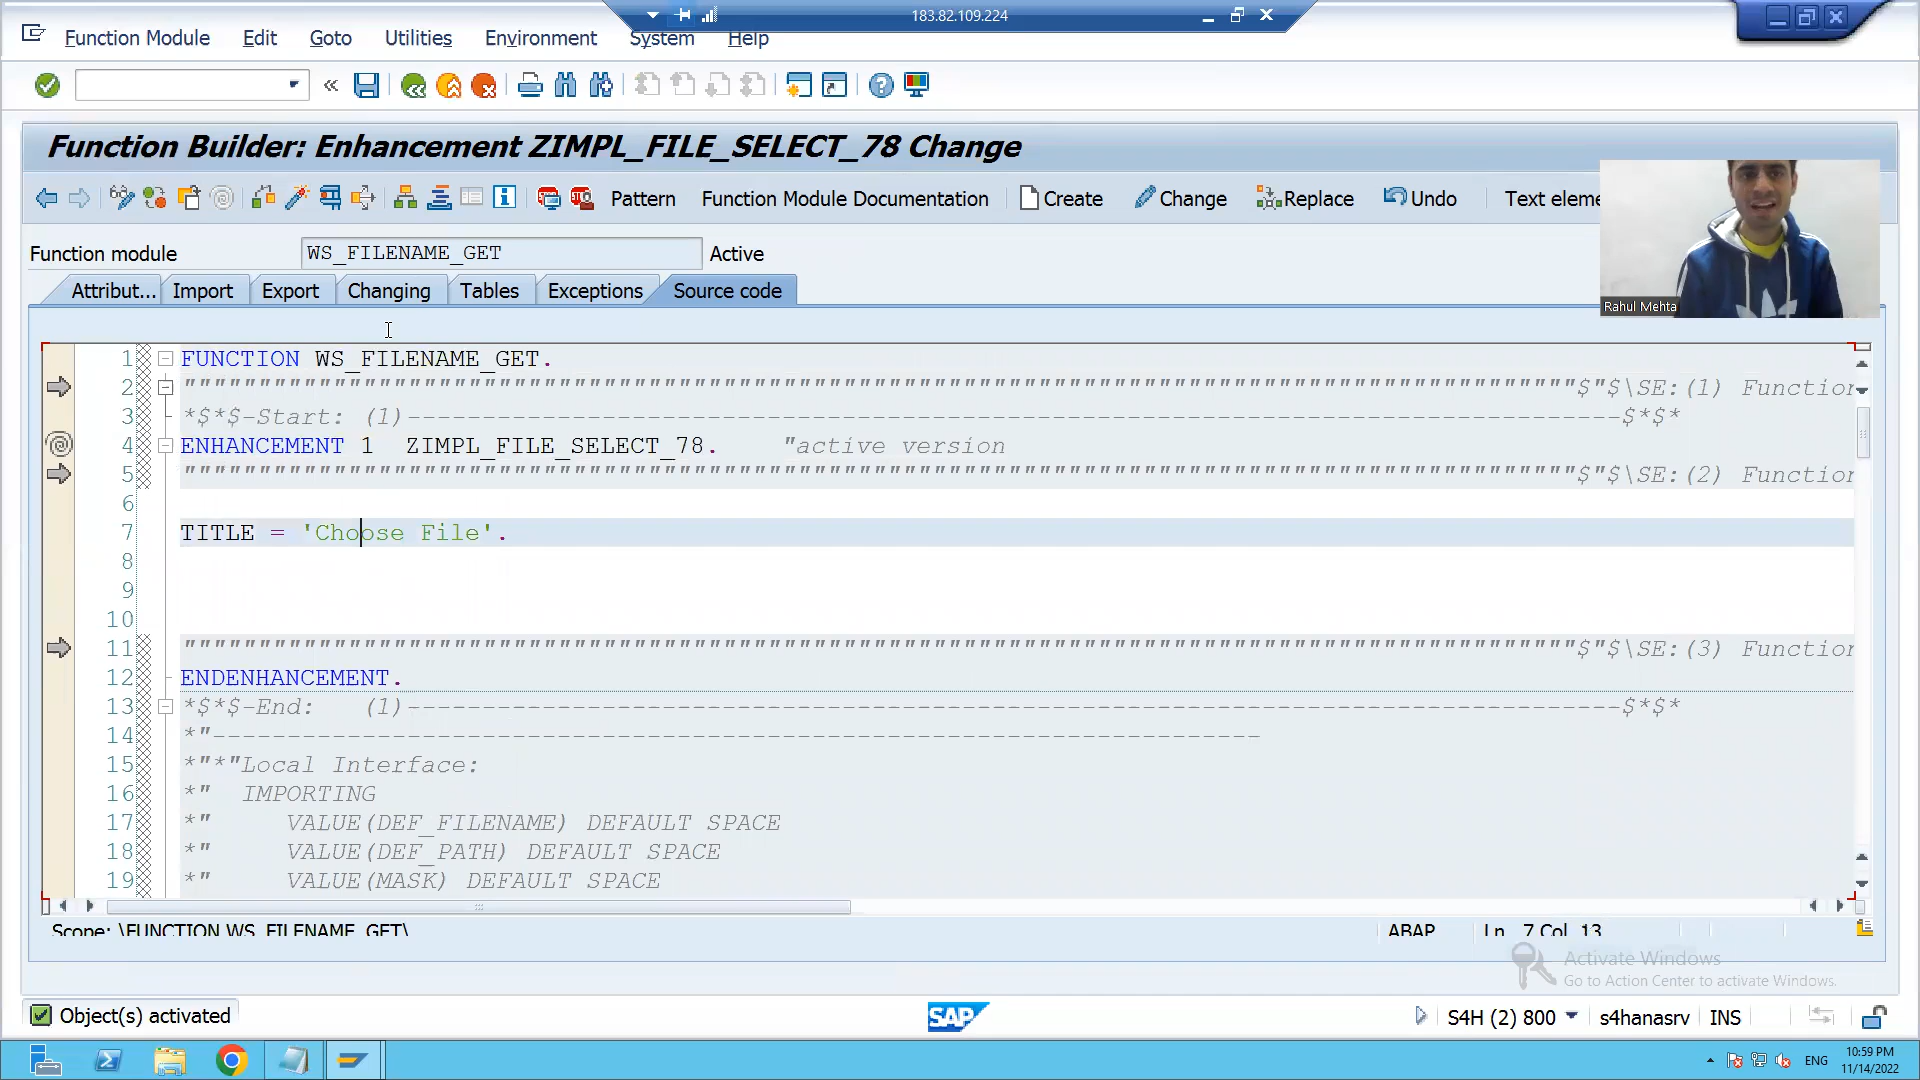 183.82.109.224
Function Module Edit Goto Utilities Environment System Help
Function Builder: Enhancement ZIMPL_FILE_SELECT_78 Change
Pattern Function Module Documentation Create Change Replace Undo Text eleme
Function module WS_FILENAME_GET Active
Rahul Mehta
Attribut... Import Export Changing Tables Exceptions Source code
1 FUNCTION WS_FILENAME_GET.
2 """"""""""""""""""""""""""""""""""""""""""""""""""""""""""""""""""""""""""""""""""""""""""""$"$\SE:(1) Function
3 *$*$-Start: (1)---------------------------------------------------------------------------------$*$*
4 ENHANCEMENT 1 ZIMPL_FILE_SELECT_78. "active version
5 """"""""""""""""""""""""""""""""""""""""""""""""""""""""""""""""""""""""""""""""""""""""""""$"$\SE:(2) Function
6
7 TITLE = 'Choose File'.
8
9
10
11 """"""""""""""""""""""""""""""""""""""""""""""""""""""""""""""""""""""""""""""""""""""""""""$"$\SE:(3) Function
12 ENDENHANCEMENT.
13 *$*$-End: (1)---------------------------------------------------------------------------------$*$*
14 *"----------------------------------------------------------------------
15 *"*"Local Interface:
16 *" IMPORTING
17 *" VALUE(DEF_FILENAME) DEFAULT SPACE
18 *" VALUE(DEF_PATH) DEFAULT SPACE
19 *" VALUE(MASK) DEFAULT SPACE
Scope: \FUNCTION WS_FILENAME_GET\ ABAP Ln 7 Col 13
Activate Windows
Go to Action Center to activate Windows.
Object(s) activated SAP S4H (2) 800 s4hanasrv INS
ENG 10:59 PM
11/14/2022